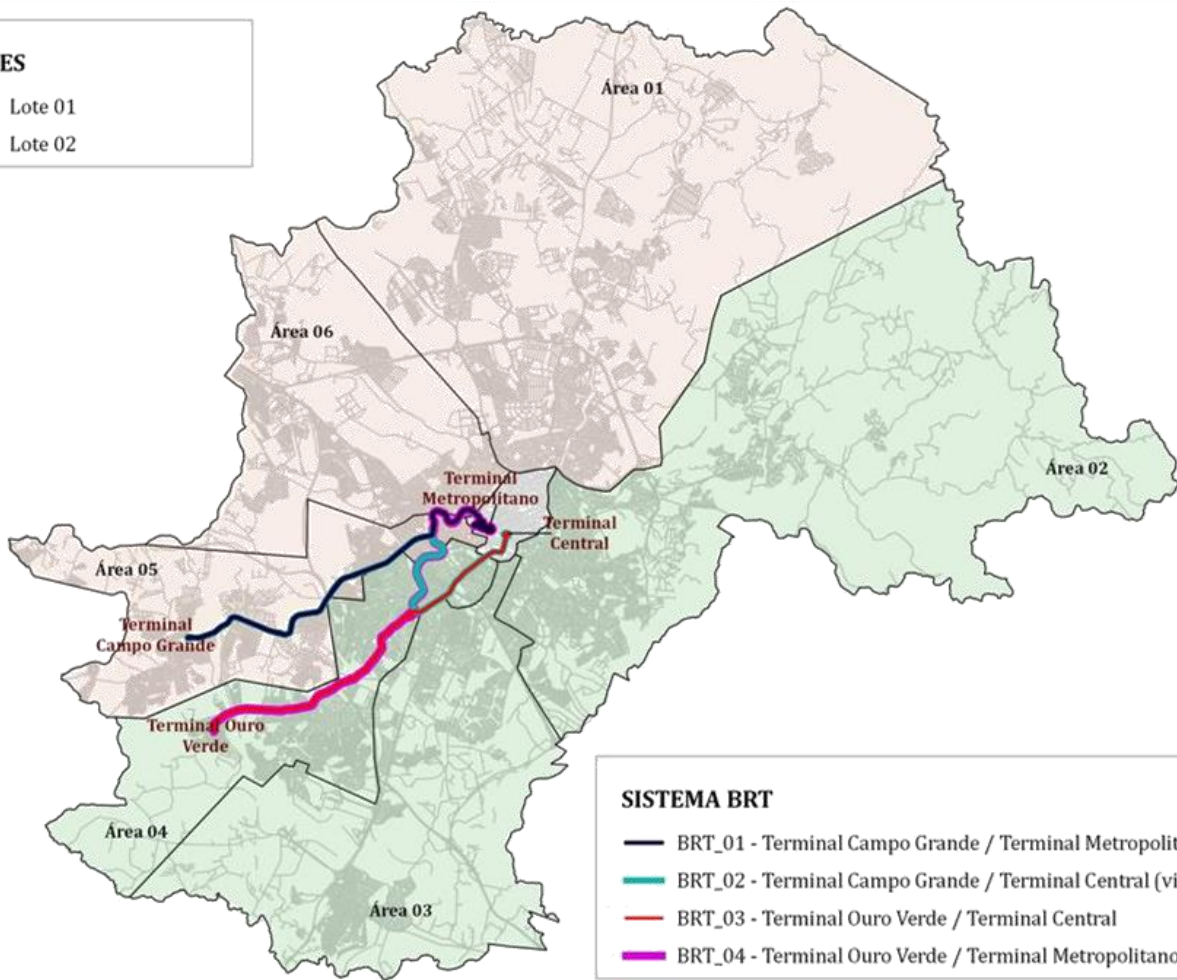 ES
Lote 01
Lote 02
Área 01
Área 06
Área 02
Terminal
Metropolitano
Terminal
Central
Área 05
Terminal
Campo Grande
Terminal Ouro
Verde
Área 04
Área 03
SISTEMA BRT
BRT_01 - Terminal Campo Grande / Terminal Metropolit
BRT_02 - Terminal Campo Grande / Terminal Central (vi
BRT_03 - Terminal Ouro Verde / Terminal Central
BRT_04 - Terminal Ouro Verde / Terminal Metropolitano